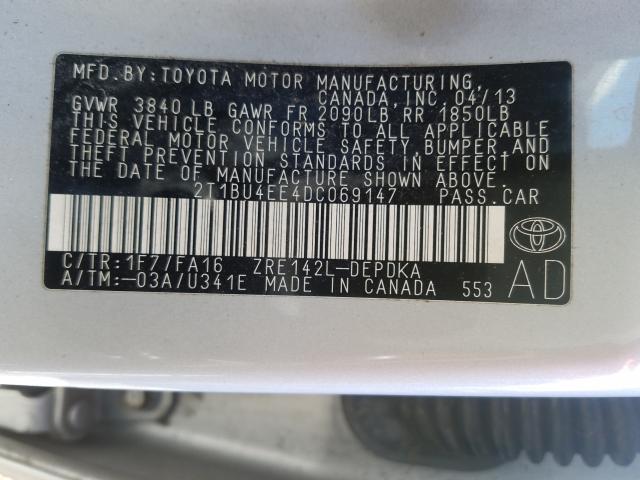 MFD. BY: TOYOTA MOTOR MANUFACTURING,
CANADA, INC. 04/13
GVWR 3840 LB GAWR FR 2090LB RR 1850LB
THIS VEHICLE CONFORMS TO ALL APPLICABLE
FEDERAL MOTOR VEHICLE SAFETY, BUMPER, AND
THEFT PREVENTION STANDARDS IN EFFECT ON
THE DATE OF MANUFACTURE SHOWN ABOVE.
2T1BU4EE4DC069147 PASS. CAR
C/TR: 1F7/FA16 ZRE142L-DEPDKA
A/TM: -03A/U341E MADE IN CANADA 553
AD